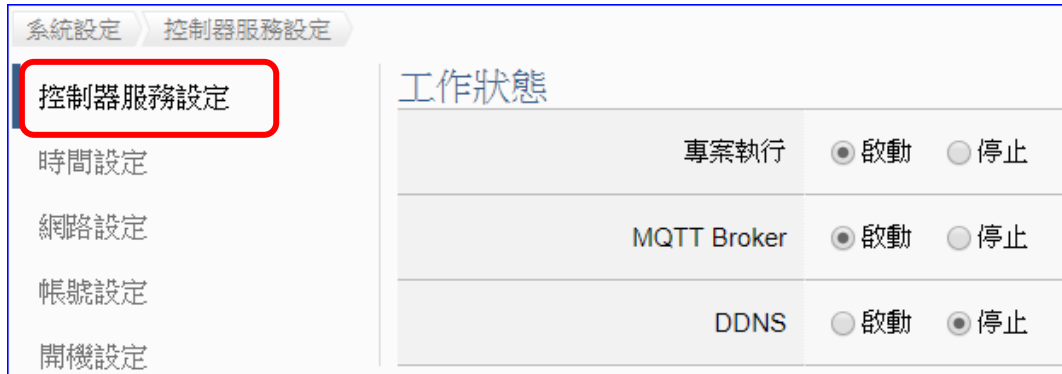 系統設定 控制器服務設定
控制器服務設定
時間設定
網路設定
帳號設定
開機設定
工作狀態
專案執行 啟動 停止
MQTT Broker 啟動 停止
DDNS 啟動 停止